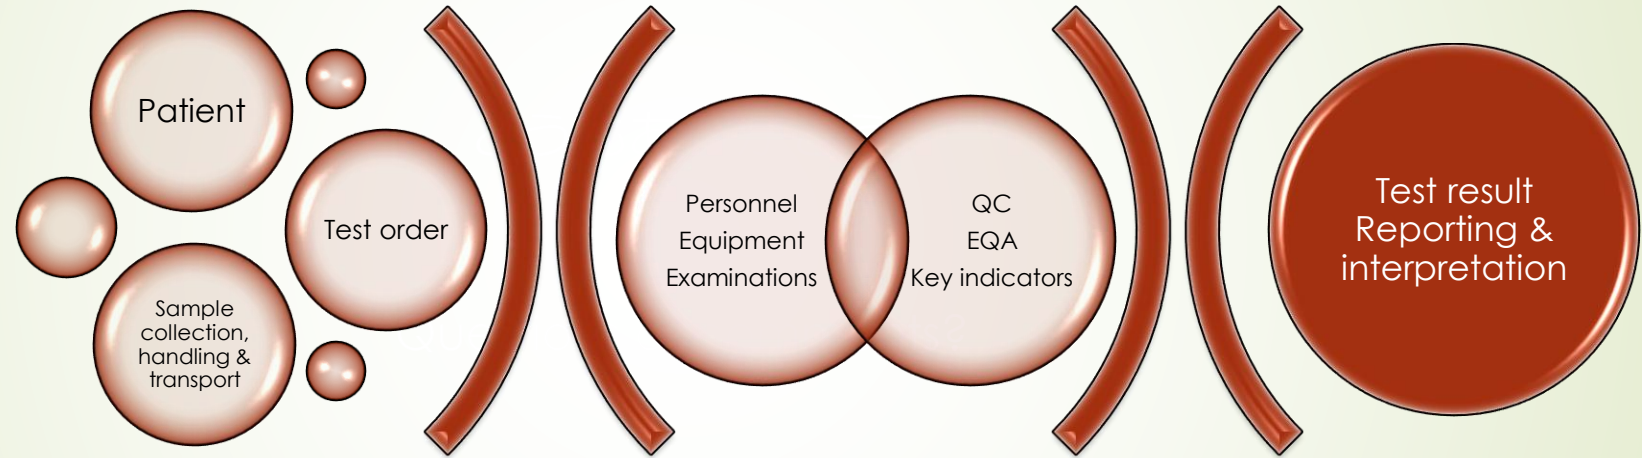 Patient
Test order
Sample
collection,
handling &
transport
Personnel
Equipment
Examinations
QC
EQA
Key indicators
Test result
Reporting &
interpretation